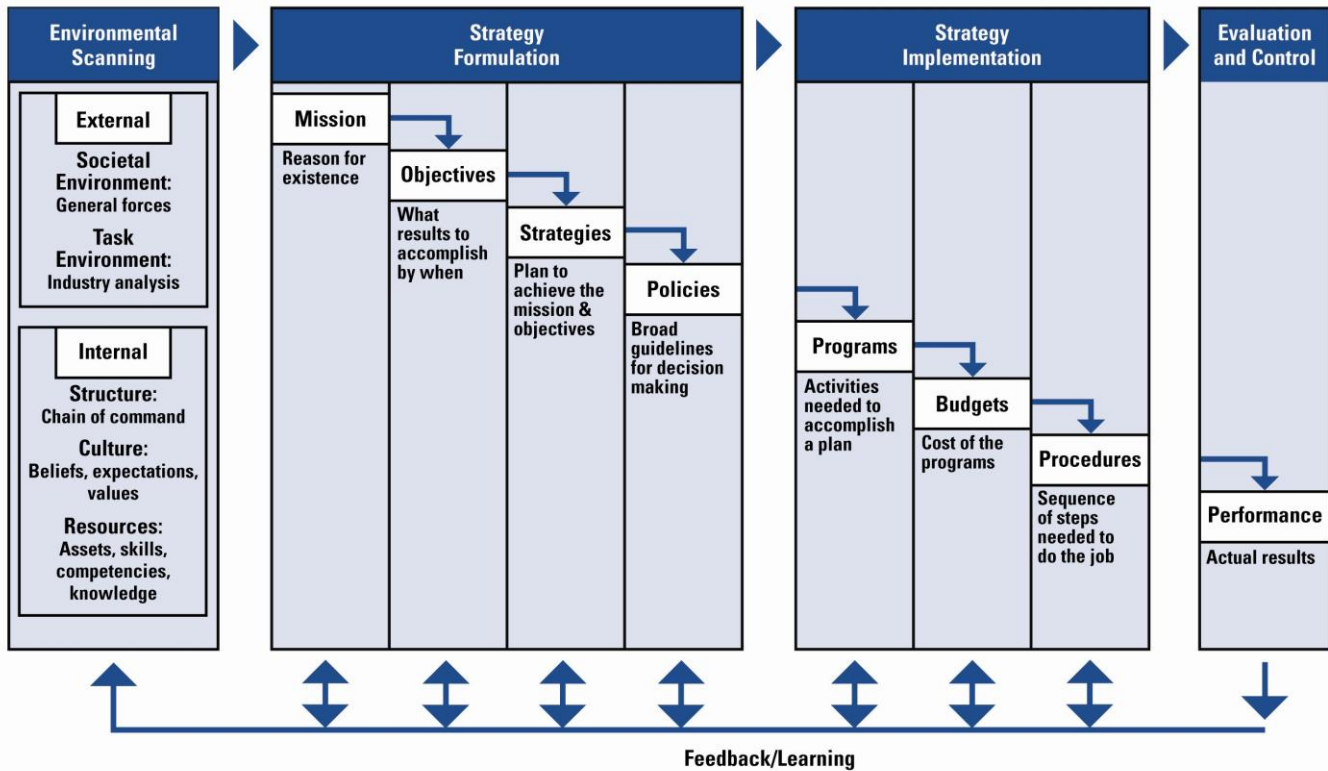 Environmental
Scanning
External
Societal
Environment:
General forces
Task
Environment:
Industry analysis
Internal
Structure:
Chain of command
Culture:
Beliefs, expectations,
values
Resources:
Assets, skills,
competencies,
knowledge
Strategy
Formulation
Mission
Reason for
existence
Objectives
What
results to
accomplish
by when
Strategies
Plan to
achieve the
mission &
objectives
Policies
Broad
guidelines
for decision
making
Strategy
Implementation
Programs
Activities
needed to
accomplish
a plan
Budgets
Cost of the
programs
Procedures
Sequence
of steps
needed to
do the job
Evaluation
and Control
Performance
Actual results
Feedback/Learning